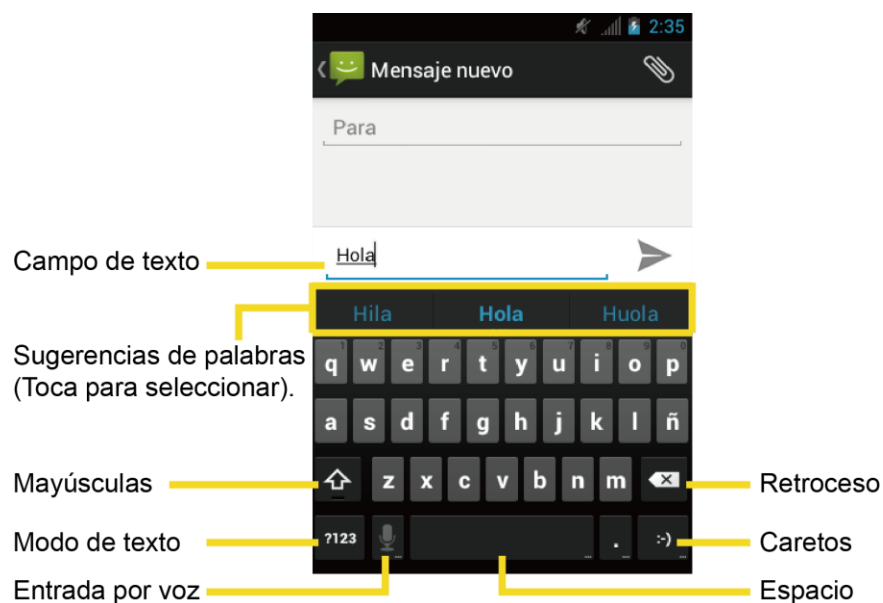 2:35
Mensaje nuevo
Para
Campo de texto
Hola
Hila Hola Huola
Sugerencias de palabras
(Toca para seleccionar).
1 2 3 4 5 6 7 8 9 0
q w e r t y u i o p
a s d f g h j k l ñ
Mayúsculas
z x c v b n m
Retroceso
Modo de texto
?123 ... ... . ... :-) ...
Caretos
Entrada por voz
Espacio